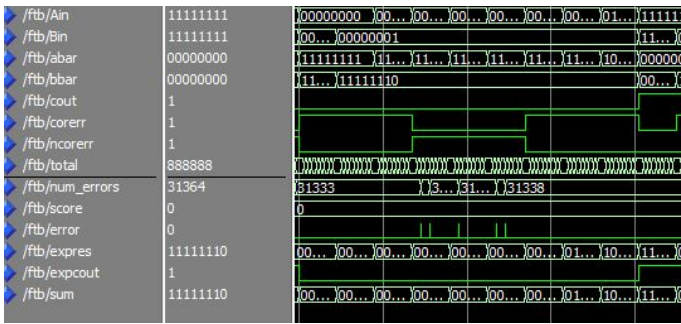 /ftb/Ain 11111111 00000000 00... 00... 00... 00... 00... 01... 11111
/ftb/Bin 11111111 00... 00000001 11...
/ftb/abar 00000000 11111111 11... 11... 11... 11... 11... 10... 000000
/ftb/bbar 00000000 11... 11111110 00...
/ftb/cout 1
/ftb/corerr 1
/ftb/ncorerr 1
/ftb/total 888888
/ftb/num_errors 31364 31333 3... 31... 31338
/ftb/score 0 0
/ftb/error 0
/ftb/expres 11111110 00... 00... 00... 00... 00... 00... 01... 10... 11...
/ftb/expcout 1
/ftb/sum 11111110 00... 00... 00... 00... 00... 00... 01... 10... 11...